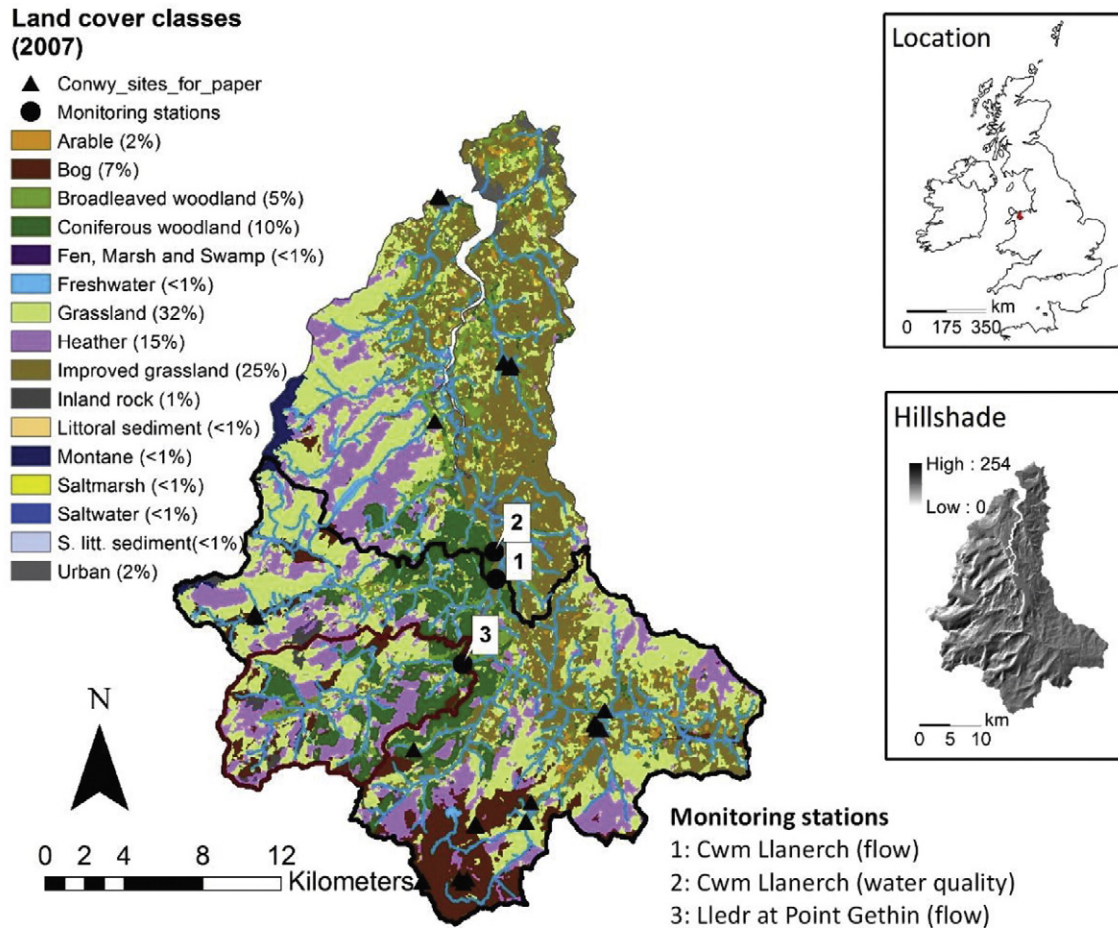 Land cover classes
(2007)
Conwy_sites_for_paper
Monitoring stations
Arable (2%)
Bog (7%)
Broadleaved woodland (5%)
Coniferous woodland (10%)
Fen, Marsh and Swamp (<1%)
Freshwater (<1%)
Grassland (32%)
Heather (15%)
Improved grassland (25%)
Inland rock (1%)
Littoral sediment (<1%)
Montane (<1%)
Saltmarsh (<1%)
Saltwater (<1%)
S. litt. sediment(<1%)
Urban (2%)
2
1
3
N
0 2 4 8 12
Kilometers
Location
km
0 175 350
Hillshade
High : 254
Low : 0
km
0 5 10
Monitoring stations
1: Cwm Llanerch (flow)
2: Cwm Llanerch (water quality)
3: Lledr at Point Gethin (flow)